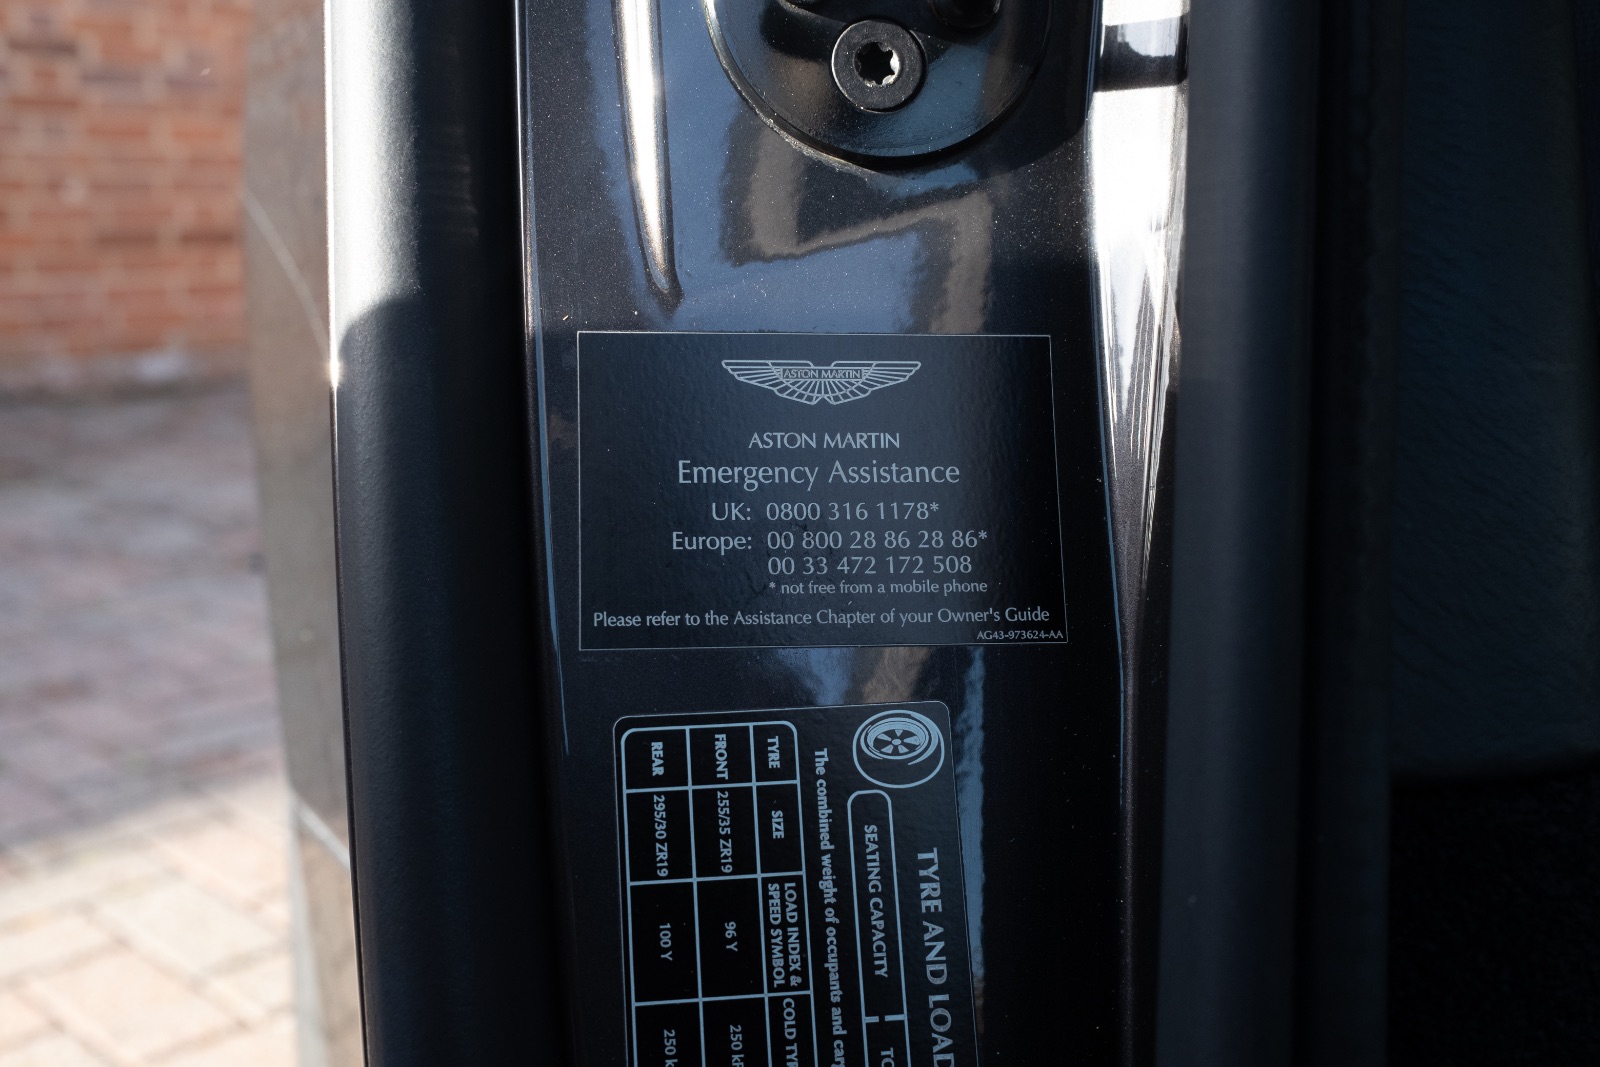 ASTON MARTIN
ASTON MARTIN
Emergency Assistance
UK: 0800 316 1178*
Europe: 00 800 28 86 28 86*
00 33 472 172 508
* not free from a mobile phone
Please refer to the Assistance Chapter of your Owner's Guide
AG43-973624-AA
TYRE AND LOAD
SEATING CAPACITY
The combined weight of occupants and
TYRE SIZE LOAD INDEX & SPEED SYMBOL COLD
FRONT 255/35 ZR19 96 Y 250
REAR 295/30 ZR19 100 Y 250